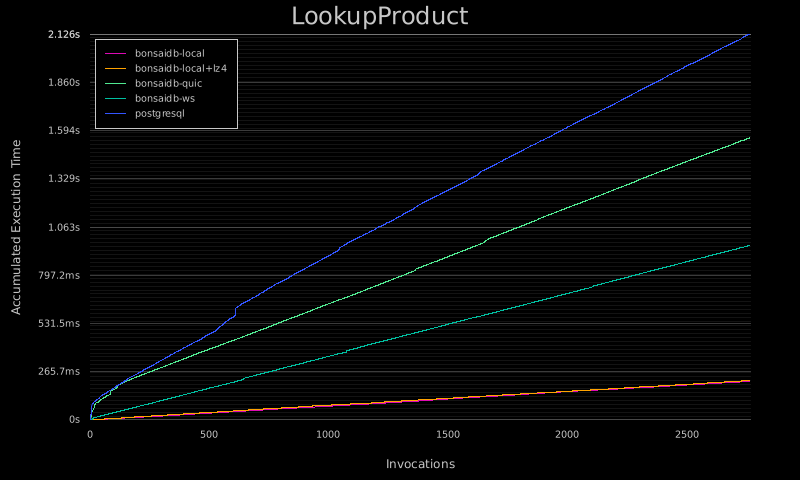 LookupProduct
2.126s
1.860s
1.594s
1.329s
1.063s
797.2ms
531.5ms
265.7ms
0s
Accumulated Execution Time
bonsaidb-local
bonsaidb-local+lz4
bonsaidb-quic
bonsaidb-ws
postgresql
0 500 1000 1500 2000 2500
Invocations